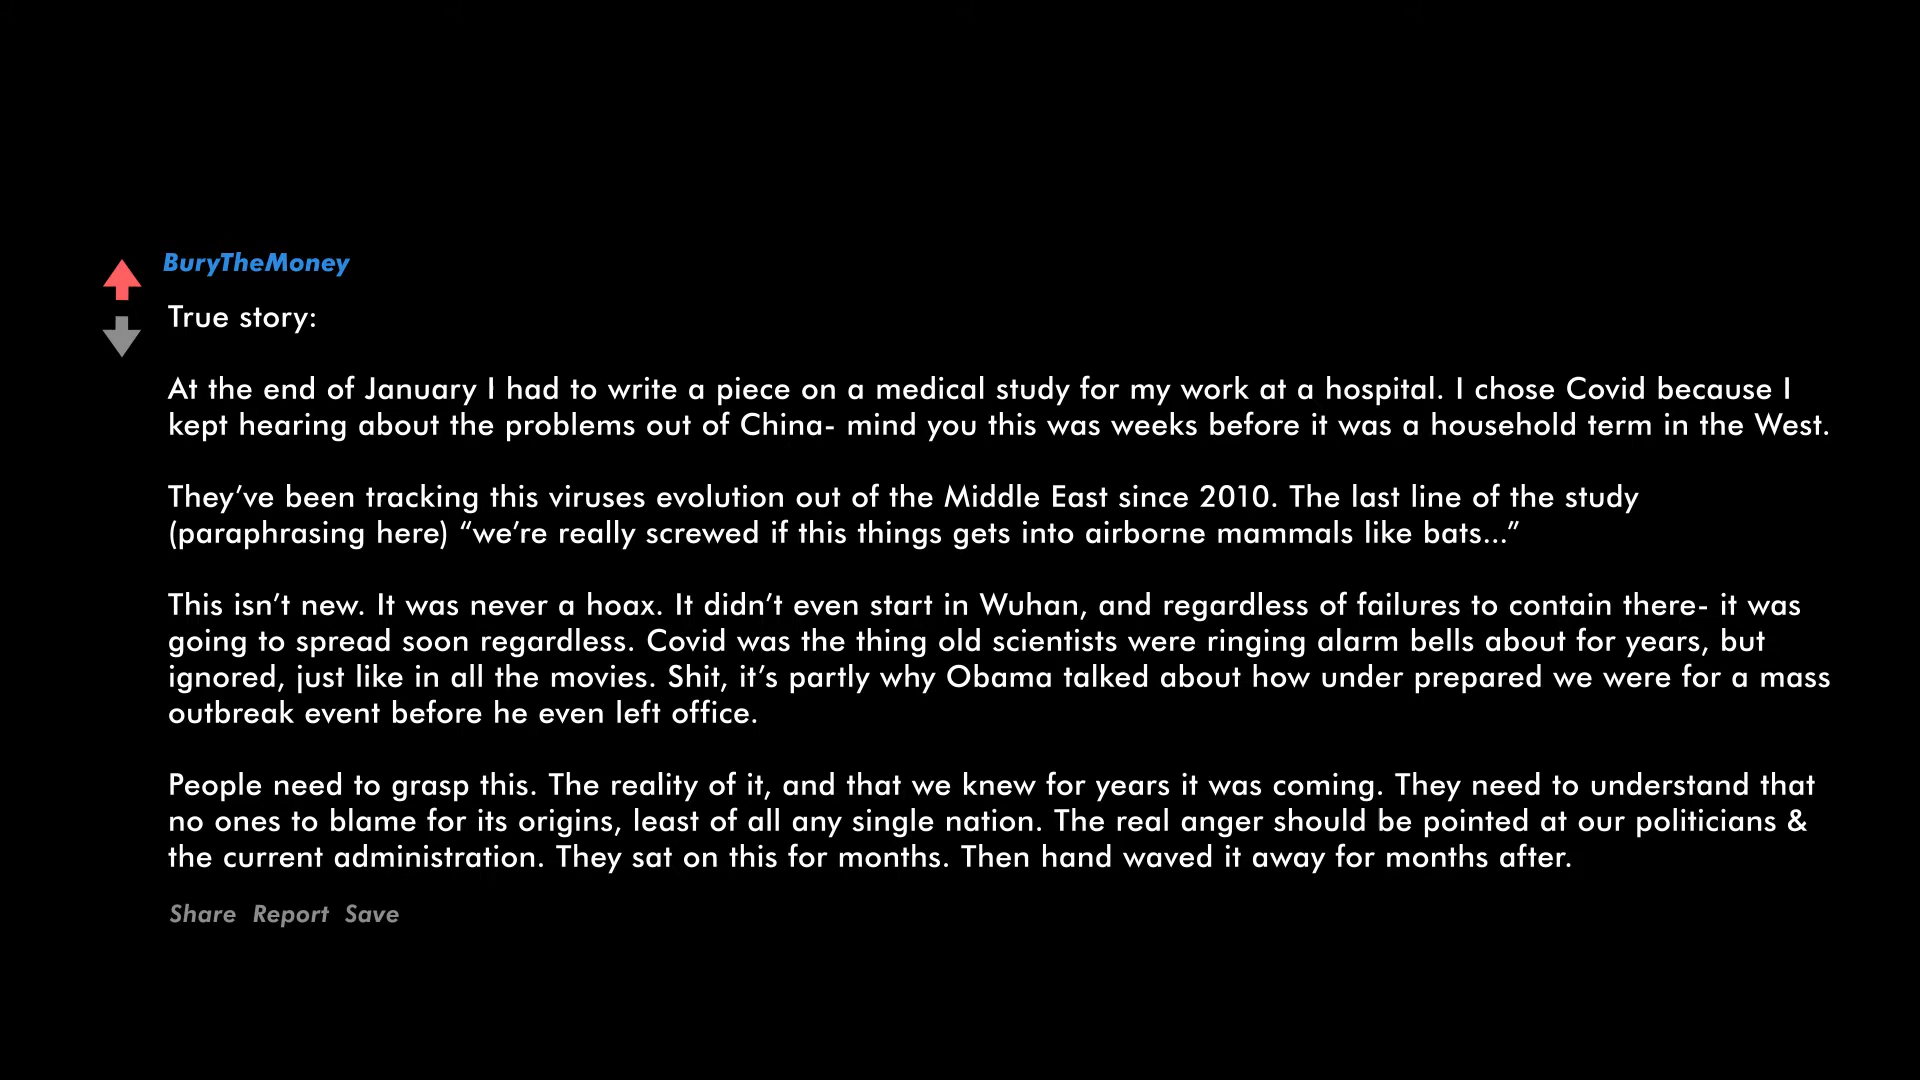 BuryTheMoney
True story:
At the end of January I had to write a piece on a medical study for my work at a hospital. I chose Covid because I
kept hearing about the problems out of China- mind you this was weeks before it was a household term in the West.
They’ve been tracking this viruses evolution out of the Middle East since 2010. The last line of the study
(paraphrasing here) “we’re really screwed if this things gets into airborne mammals like bats...”
This isn’t new. It was never a hoax. It didn’t even start in Wuhan, and regardless of failures to contain there- it was
going to spread soon regardless. Covid was the thing old scientists were ringing alarm bells about for years, but
ignored, just like in all the movies. Shit, it’s partly why Obama talked about how under prepared we were for a mass
outbreak event before he even left office.
People need to grasp this. The reality of it, and that we knew for years it was coming. They need to understand that
no ones to blame for its origins, least of all any single nation. The real anger should be pointed at our politicians &
the current administration. They sat on this for months. Then hand waved it away for months after.
Share Report Save